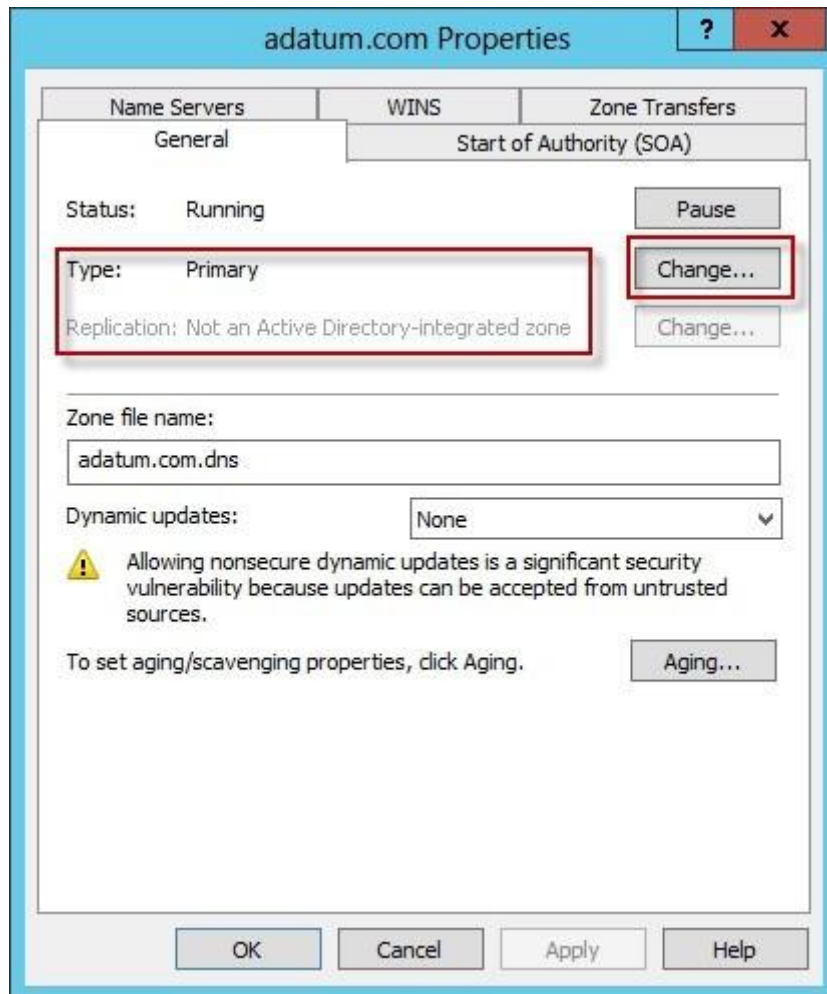 adatum.com Properties
? x
Name Servers WINS Zone Transfers
General Start of Authority (SOA)
Status: Running Pause
Type: Primary Change...
Replication: Not an Active Directory-integrated zone Change...
Zone file name:
adatum.com.dns
Dynamic updates: None
Allowing nonsecure dynamic updates is a significant security
vulnerability because updates can be accepted from untrusted
sources.
To set aging/scavenging properties, click Aging. Aging...
OK Cancel Apply Help